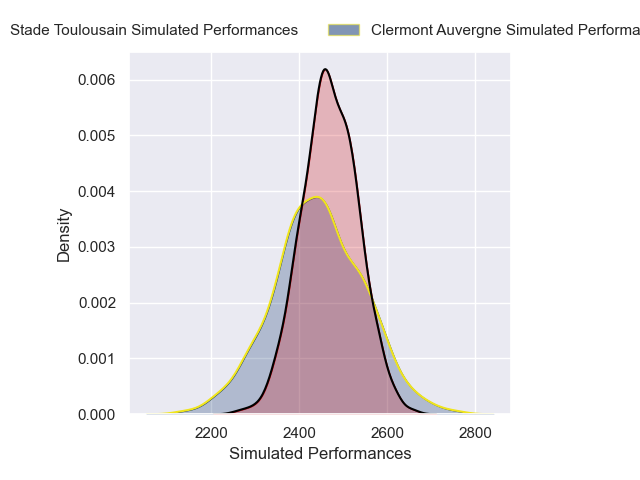 Stade Toulousain Simulated Performances
Clermont Auvergne Simulated Performa
0.006
0.005
0.004
0.003
0.002
0.001
0.000
Density
2200 2400 2600 2800
Simulated Performances